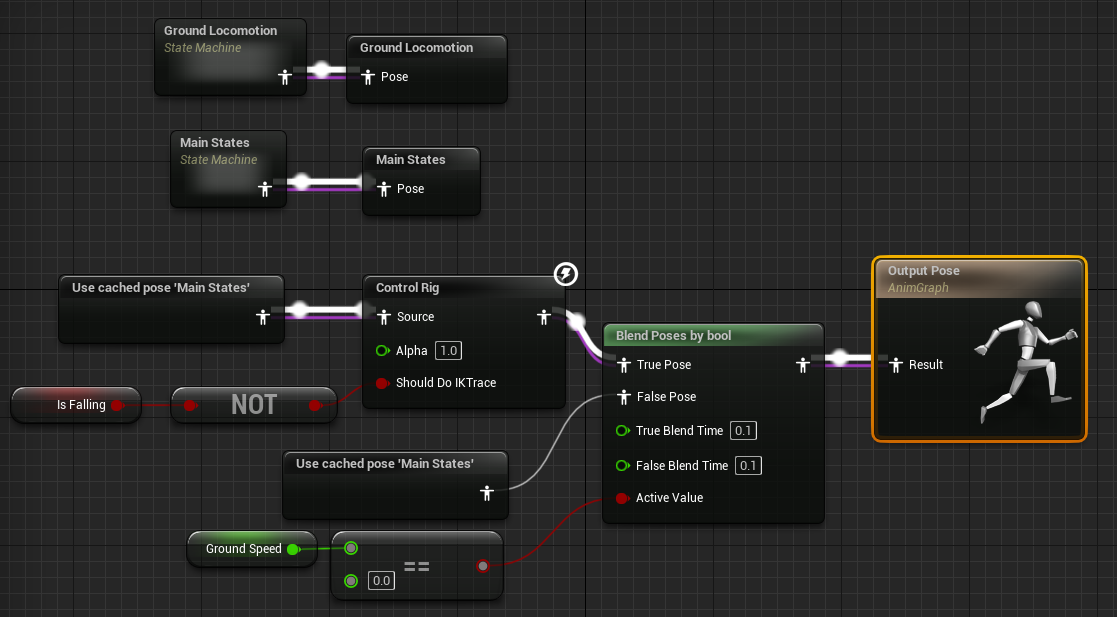 Ground Locomotion
State Machine
Ground Locomotion
Pose
Main States
State Machine
Main States
Pose
Use cached pose 'Main States'
Control Rig
Source
Alpha 1.0
Should Do IKTrace
Is Falling
NOT
Use cached pose 'Main States'
Ground Speed
==
0.0
Blend Poses by bool
True Pose
False Pose
True Blend Time 0.1
False Blend Time 0.1
Active Value
Output Pose
AnimGraph
Result